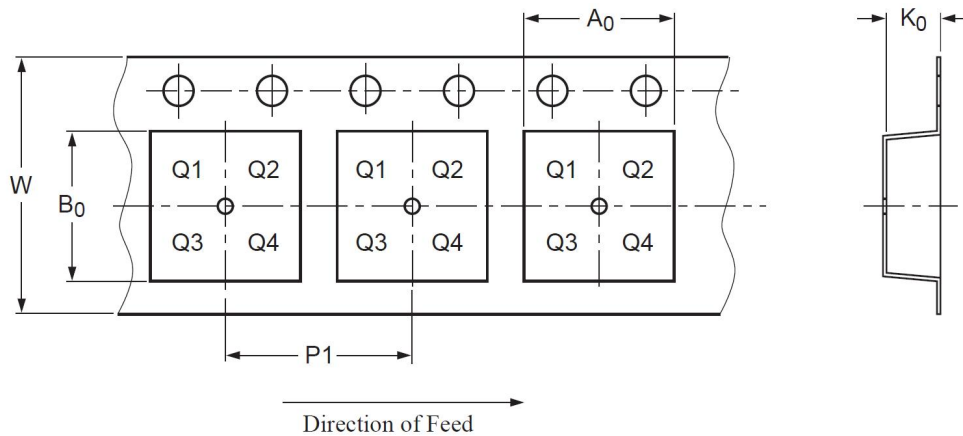 A0
K0
W
B0
Q1 Q2 Q1 Q2 Q1 Q2
Q3 Q4 Q3 Q4 Q3 Q4
P1
Direction of Feed